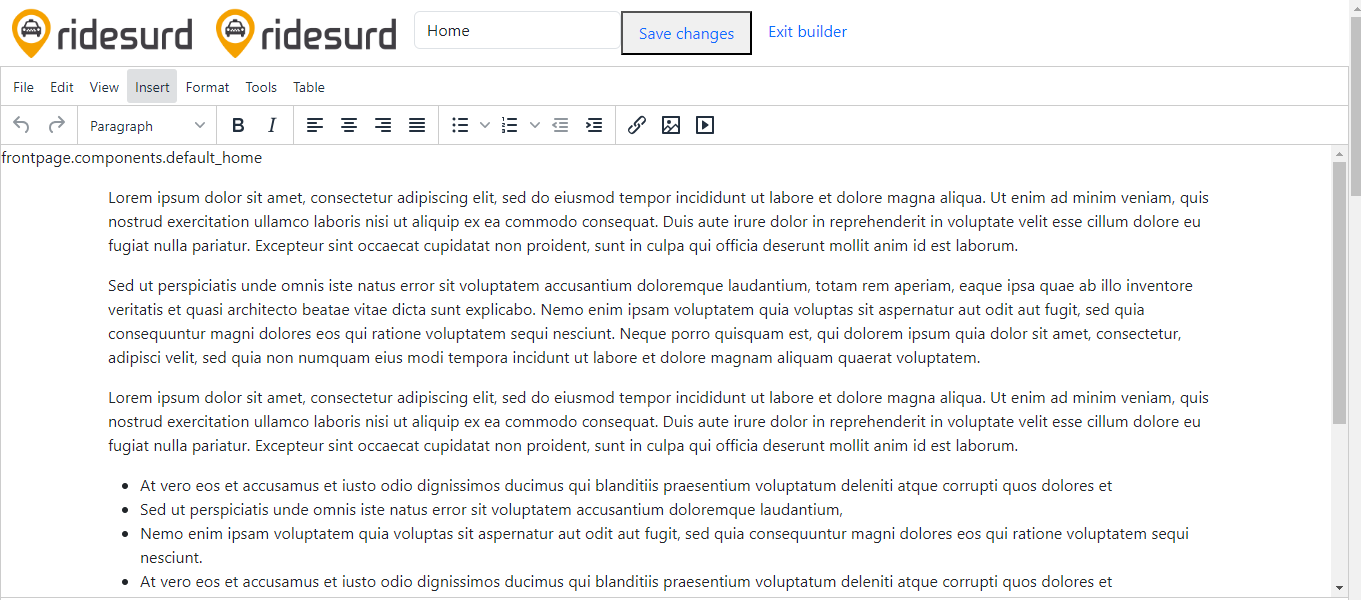 ridesurd ridesurd Home Save changes Exit builder
File Edit View Insert Format Tools Table
Paragraph B I
frontpage.components.default_home
Lorem ipsum dolor sit amet, consectetur adipiscing elit, sed do eiusmod tempor incididunt ut labore et dolore magna aliqua. Ut enim ad minim veniam, quis
nostrud exercitation ullamco laboris nisi ut aliquip ex ea commodo consequat. Duis aute irure dolor in reprehenderit in voluptate velit esse cillum dolore eu
fugiat nulla pariatur. Excepteur sint occaecat cupidatat non proident, sunt in culpa qui officia deserunt mollit anim id est laborum.
Sed ut perspiciatis unde omnis iste natus error sit voluptatem accusantium doloremque laudantium, totam rem aperiam, eaque ipsa quae ab illo inventore
veritatis et quasi architecto beatae vitae dicta sunt explicabo. Nemo enim ipsam voluptatem quia voluptas sit aspernatur aut odit aut fugit, sed quia
consequuntur magni dolores eos qui ratione voluptatem sequi nesciunt. Neque porro quisquam est, qui dolorem ipsum quia dolor sit amet, consectetur,
adipisci velit, sed quia non numquam eius modi tempora incidunt ut labore et dolore magnam aliquam quaerat voluptatem.
Lorem ipsum dolor sit amet, consectetur adipiscing elit, sed do eiusmod tempor incididunt ut labore et dolore magna aliqua. Ut enim ad minim veniam, quis
nostrud exercitation ullamco laboris nisi ut aliquip ex ea commodo consequat. Duis aute irure dolor in reprehenderit in voluptate velit esse cillum dolore eu
fugiat nulla pariatur. Excepteur sint occaecat cupidatat non proident, sunt in culpa qui officia deserunt mollit anim id est laborum.
• At vero eos et accusamus et iusto odio dignissimos ducimus qui blanditiis praesentium voluptatum deleniti atque corrupti quos dolores et
• Sed ut perspiciatis unde omnis iste natus error sit voluptatem accusantium doloremque laudantium,
• Nemo enim ipsam voluptatem quia voluptas sit aspernatur aut odit aut fugit, sed quia consequuntur magni dolores eos qui ratione voluptatem sequi
nesciunt.
• At vero eos et accusamus et iusto odio dignissimos ducimus qui blanditiis praesentium voluptatum deleniti atque corrupti quos dolores et